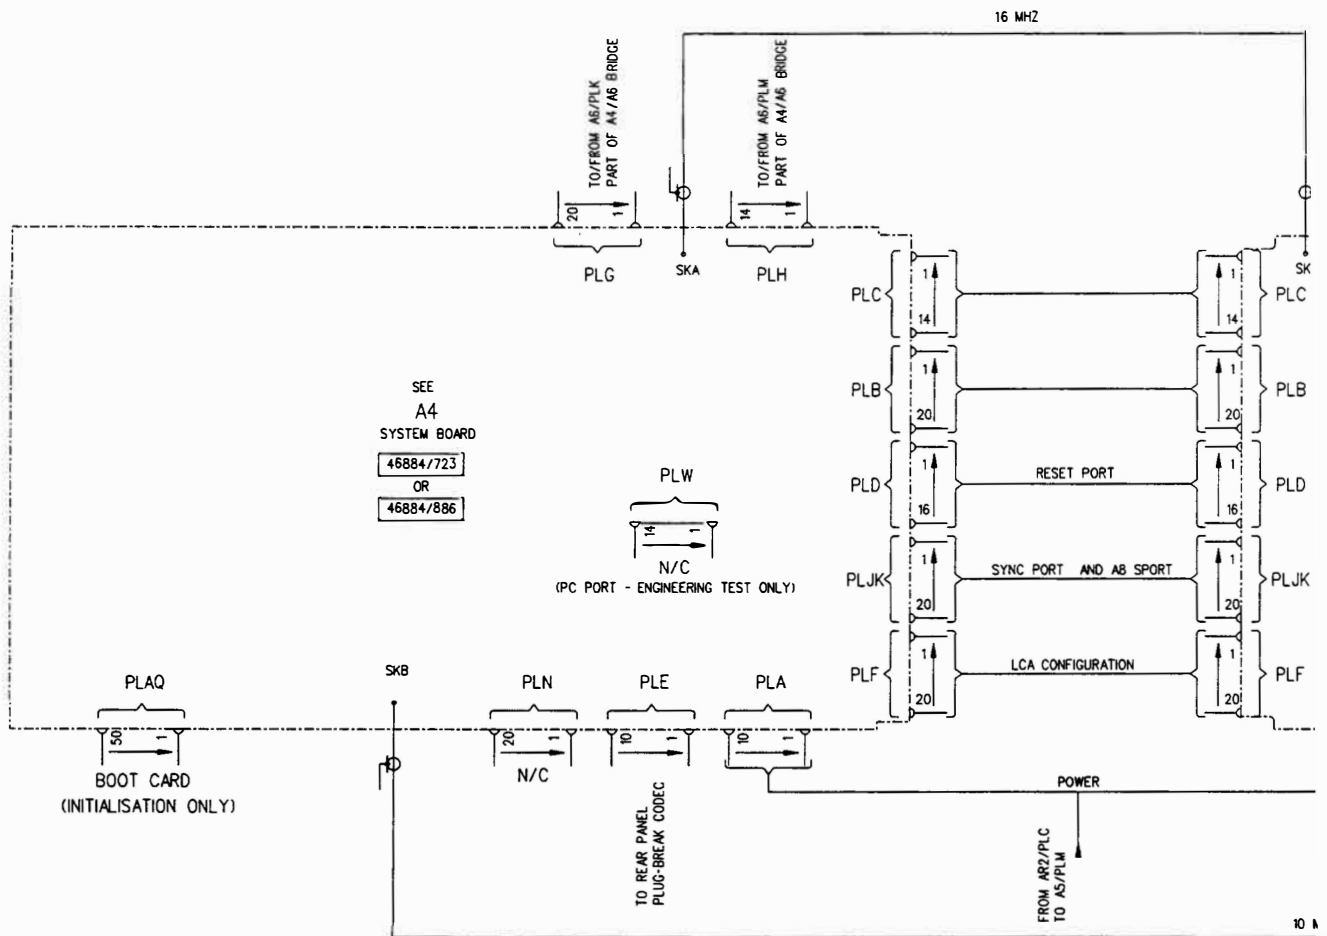 16 MHZ
TO/FROM A6/PLK
PART OF A4/A6 BRIDGE
TO/FROM A6/PLM
PART OF A4/A6 BRIDGE
20 1
14 1
PLG
SKA
PLH
SK
PLC
1
14
1
14
PLC
PLB
1
20
1
20
PLB
SEE
A4
SYSTEM BOARD
46884/723
OR
46884/886
PLW
14 1
N/C
(PC PORT - ENGINEERING TEST ONLY)
PLD
1
16
RESET PORT
1
16
PLD
PLJK
1
20
SYNC PORT AND A8 SPORT
1
20
PLJK
PLF
1
20
LCA CONFIGURATION
1
20
PLF
PLAQ
SKB
PLN
PLE
PLA
50 1
20 1
10 1
10 1
BOOT CARD
(INITIALISATION ONLY)
N/C
TO REAR PANEL
PLUG-BREAK CODEC
POWER
FROM AR2/PLC
TO A5/PLM
10